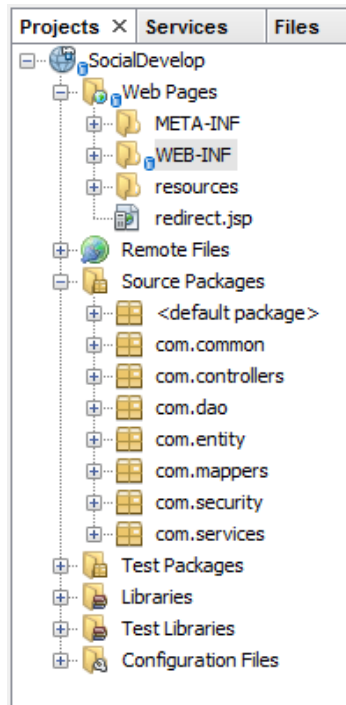 Projects × Services Files
SocialDevelop
Web Pages
META-INF
WEB-INF
resources
redirect.jsp
Remote Files
Source Packages
<default package>
com.common
com.controllers
com.dao
com.entity
com.mappers
com.security
com.services
Test Packages
Libraries
Test Libraries
Configuration Files